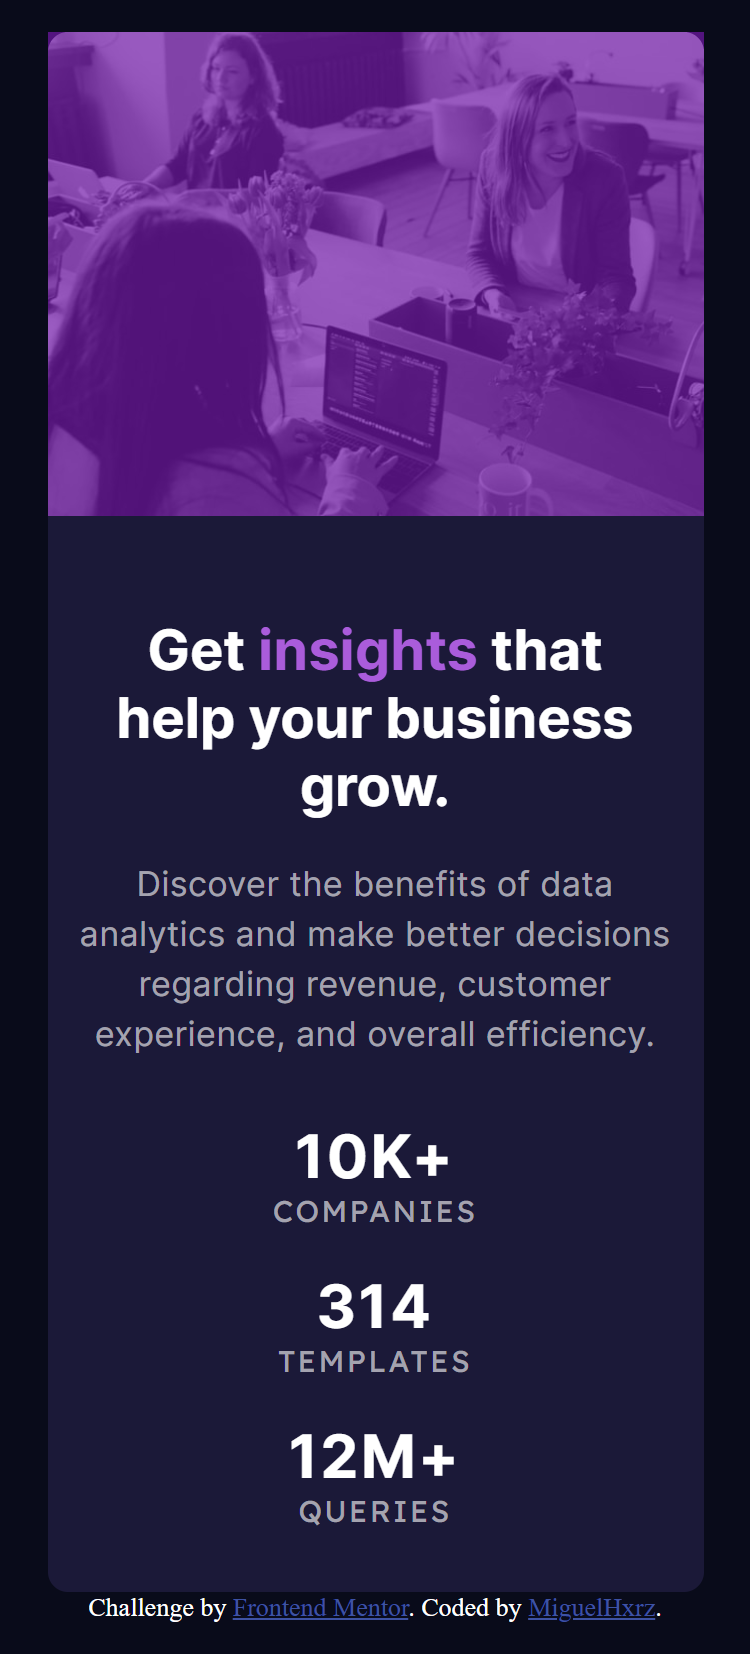 Get insights that
help your business
grow.
Discover the benefits of data
analytics and make better decisions
regarding revenue, customer
experience, and overall efficiency.
10K+
COMPANIES
314
TEMPLATES
12M+
QUERIES
Challenge by Frontend Mentor. Coded by MiguelHxrz.